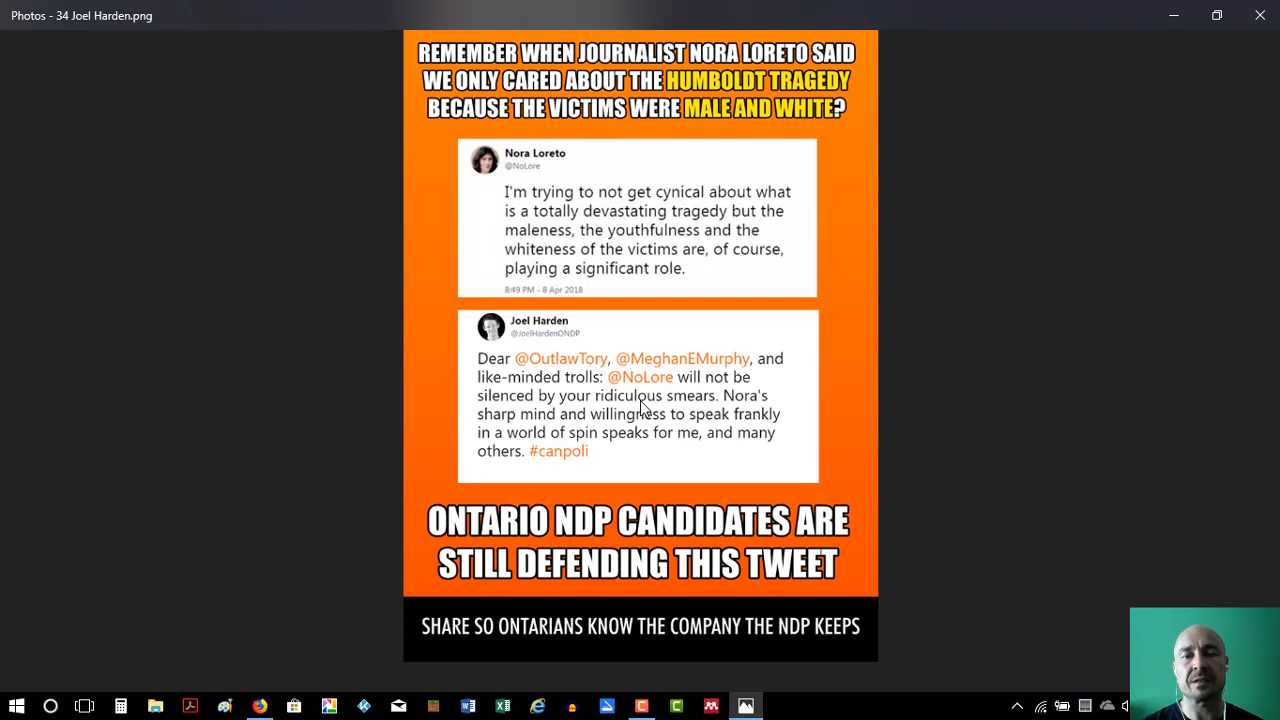 Photos - 34 Joel Harden.png
REMEMBER WHEN JOURNALIST NORA LORETO SAID
WE ONLY CARED ABOUT THE HUMBOLDT TRAGEDY
BECAUSE THE VICTIMS WERE MALE AND WHITE?
Nora Loreto
@NoLore
I'm trying to not get cynical about what
is a totally devastating tragedy but the
maleness, the youthfulness and the
whiteness of the victims are, of course,
playing a significant role.
8:49 PM - 8 Apr 2018
Joel Harden
@JoelHardenONDP
Dear @OutlawTory, @MeghanEMurphy, and
like-minded trolls: @NoLore will not be
silenced by your ridiculous smears. Nora's
sharp mind and willingness to speak frankly
in a world of spin speaks for me, and many
others. #canpoli
ONTARIO NDP CANDIDATES ARE
STILL DEFENDING THIS TWEET
SHARE SO ONTARIANS KNOW THE COMPANY THE NDP KEEPS